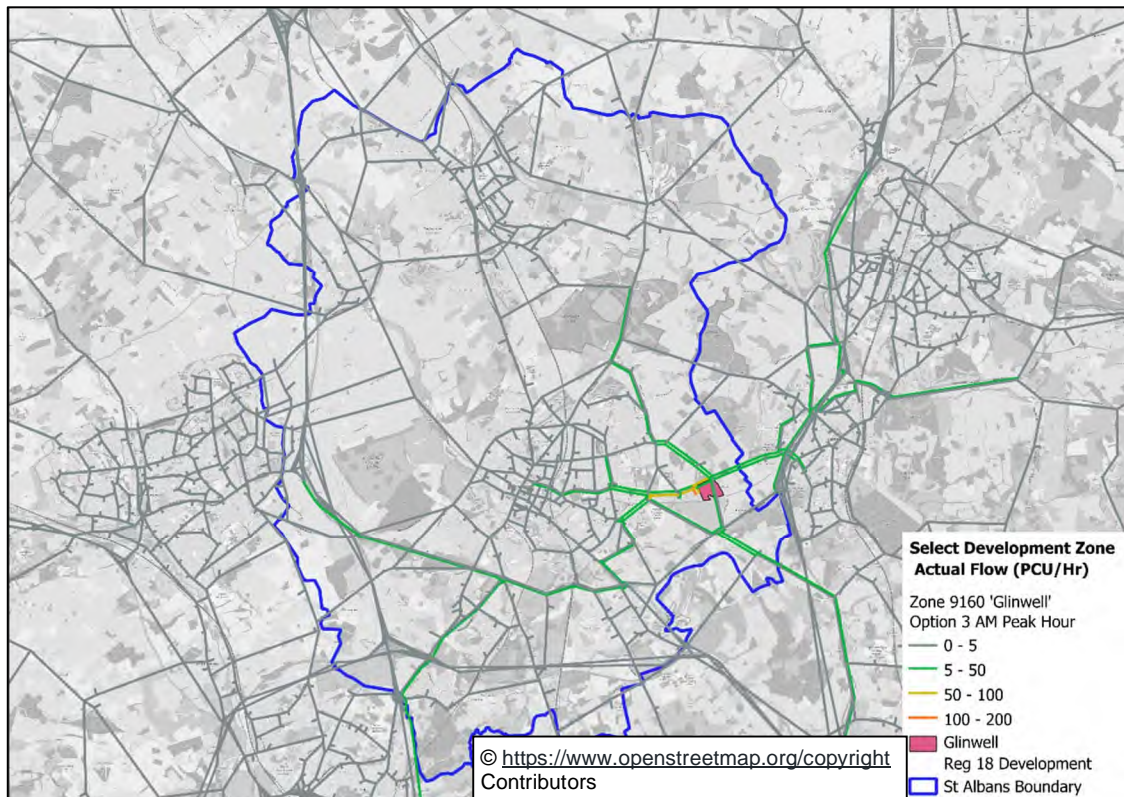 Select Development Zone
Actual Flow (PCU/Hr)
Zone 9160 'Glinwell'
Option 3 AM Peak Hour
0 - 5
5 - 50
50 - 100
100 - 200
Glinwell
Reg 18 Development
St Albans Boundary
© https://www.openstreetmap.org/copyright
Contributors